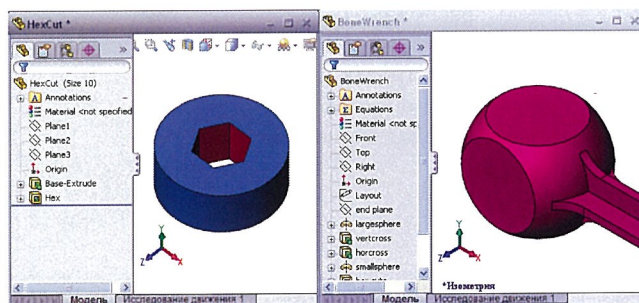 HexCut *
HexCut (Size 10)
Annotations
Material <not specified
Plane1
Plane2
Plane3
Origin
Base-Extrude
Hex
Y
Z
X
Модель
Исследование движения 1
BoneWrench *
BoneWrench
Annotations
Equations
Material <not sp
Front
Top
Right
Origin
Layout
end plane
largesphere
vertcross
horcross
smallsphere
Y
Z
X
*Изометрия
Модель
Исследование движения 1